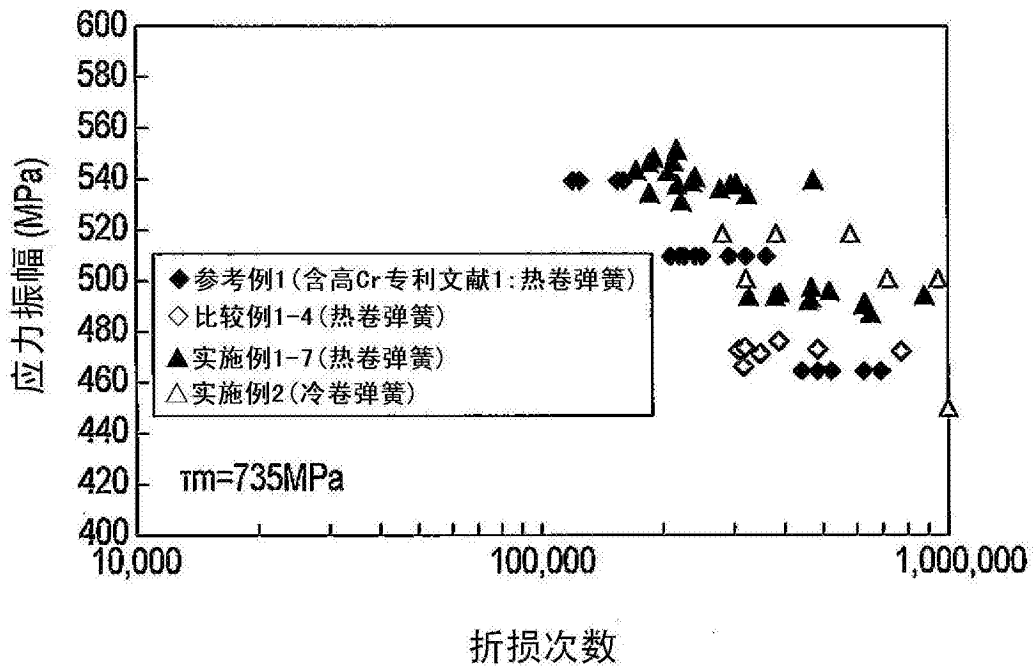 应力振幅(MPa)
600
580
560
540
520
500
480
460
440
420
400
◆参考例1(含高Cr专利文献1:热卷弹簧)
◇比较例1-4(热卷弹簧)
▲实施例1-7(热卷弹簧)
△实施例2(冷卷弹簧)
τm=735MPa
10,000 100,000 1,000,000
折损次数